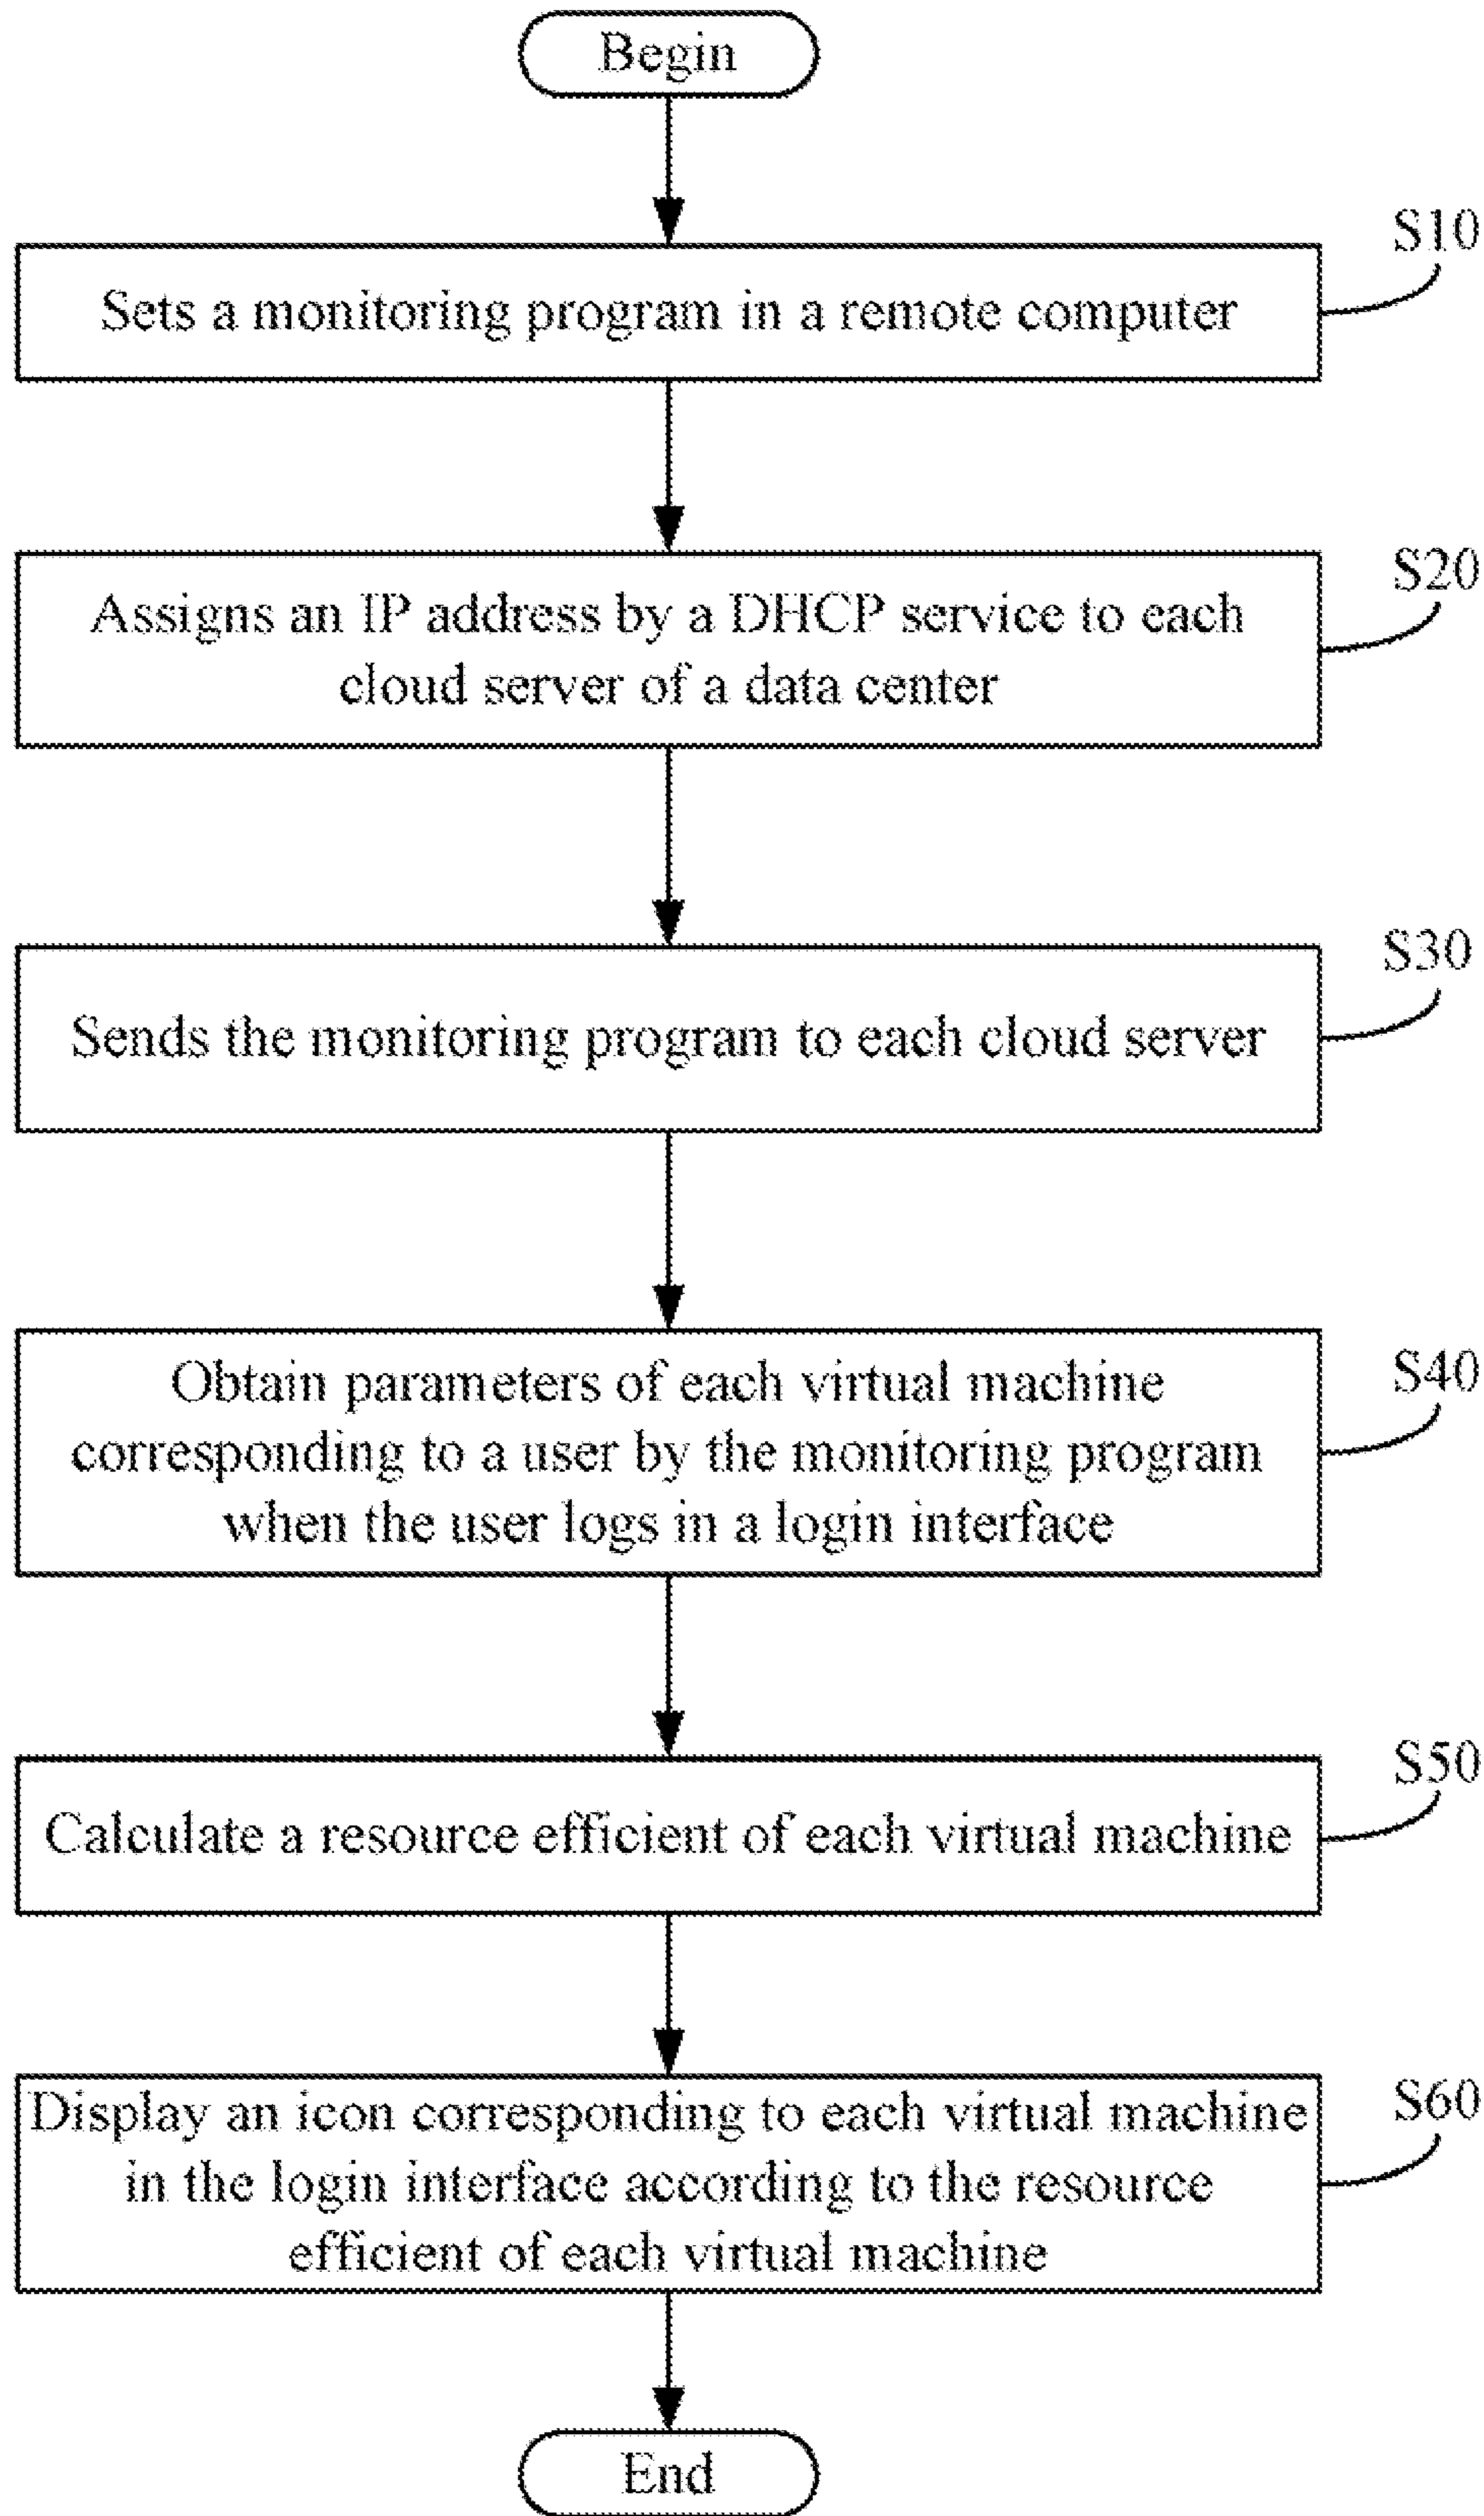 Begin
S10
Sets a monitoring program in a remote computer
S20
Assigns an IP address by a DHCP service to each
cloud server of a data center
S30
Sends the monitoring program to each cloud server
S40
Obtain parameters of each virtual machine
corresponding to a user by the monitoring program
when the user logs in a login interface
S50
Calculate a resource efficient of each virtual machine
S60
Display an icon corresponding to each virtual machine
in the login interface according to the resource
efficient of each virtual machine
End